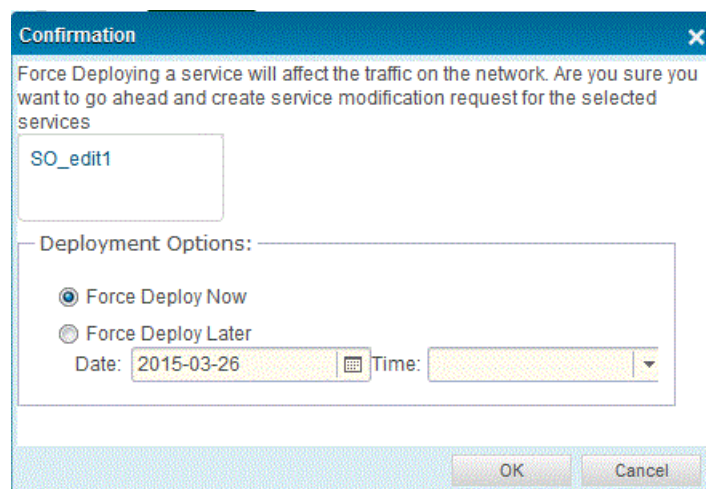 Confirmation
Force Deploying a service will affect the traffic on the network. Are you sure you
want to go ahead and create service modification request for the selected
services
SO_edit1
Deployment Options:
Force Deploy Now
Force Deploy Later
Date: 2015-03-26 Time:
OK Cancel